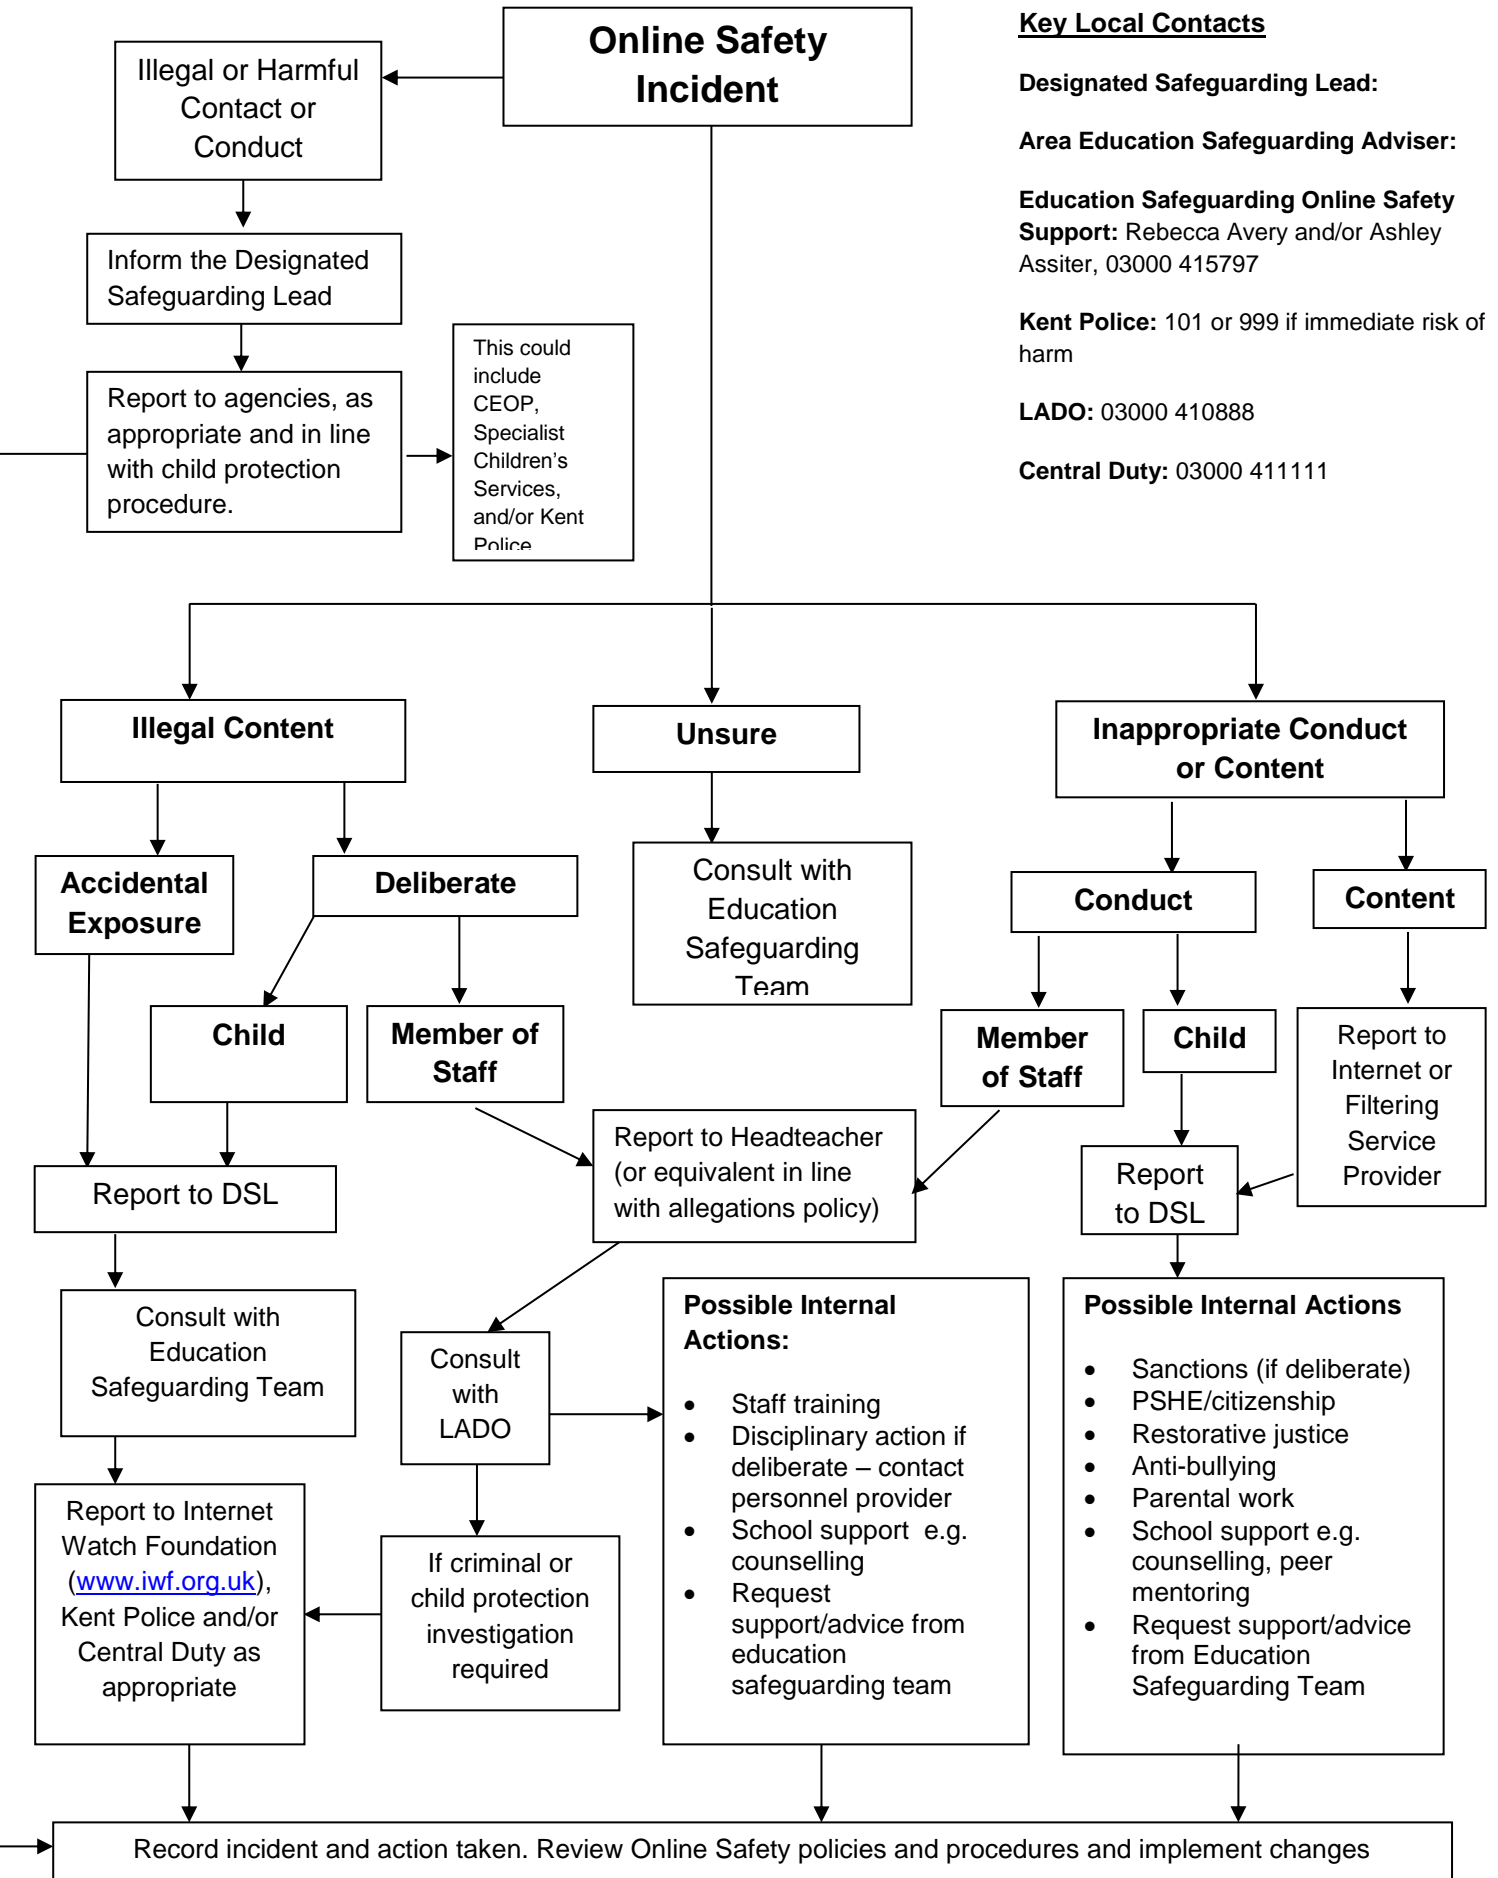 Online Safety
Incident
Key Local Contacts
Designated Safeguarding Lead:
Area Education Safeguarding Adviser:
Education Safeguarding Online Safety
Support: Rebecca Avery and/or Ashley
Assiter, 03000 415797
Kent Police: 101 or 999 if immediate risk of
harm
LADO: 03000 410888
Central Duty: 03000 411111
Illegal or Harmful
Contact or
Conduct
Inform the Designated
Safeguarding Lead
Report to agencies, as
appropriate and in line
with child protection
procedure.
This could
include
CEOP,
Specialist
Children’s
Services,
and/or Kent
Police
Illegal Content
Unsure
Inappropriate Conduct
or Content
Accidental
Exposure
Deliberate
Consult with
Education
Safeguarding
Team
Conduct
Content
Child
Member of
Staff
Member
of Staff
Child
Report to
Internet or
Filtering
Service
Provider
Report to Headteacher
(or equivalent in line
with allegations policy)
Report to DSL
Report
to DSL
Consult with
Education
Safeguarding Team
Consult
with
LADO
Possible Internal
Actions:
• Staff training
• Disciplinary action if
deliberate – contact
personnel provider
• School support e.g.
counselling
• Request
support/advice from
education
safeguarding team
Possible Internal Actions
• Sanctions (if deliberate)
• PSHE/citizenship
• Restorative justice
• Anti-bullying
• Parental work
• School support e.g.
counselling, peer
mentoring
• Request support/advice
from Education
Safeguarding Team
Report to Internet
Watch Foundation
(www.iwf.org.uk),
Kent Police and/or
Central Duty as
appropriate
If criminal or
child protection
investigation
required
Record incident and action taken. Review Online Safety policies and procedures and implement changes